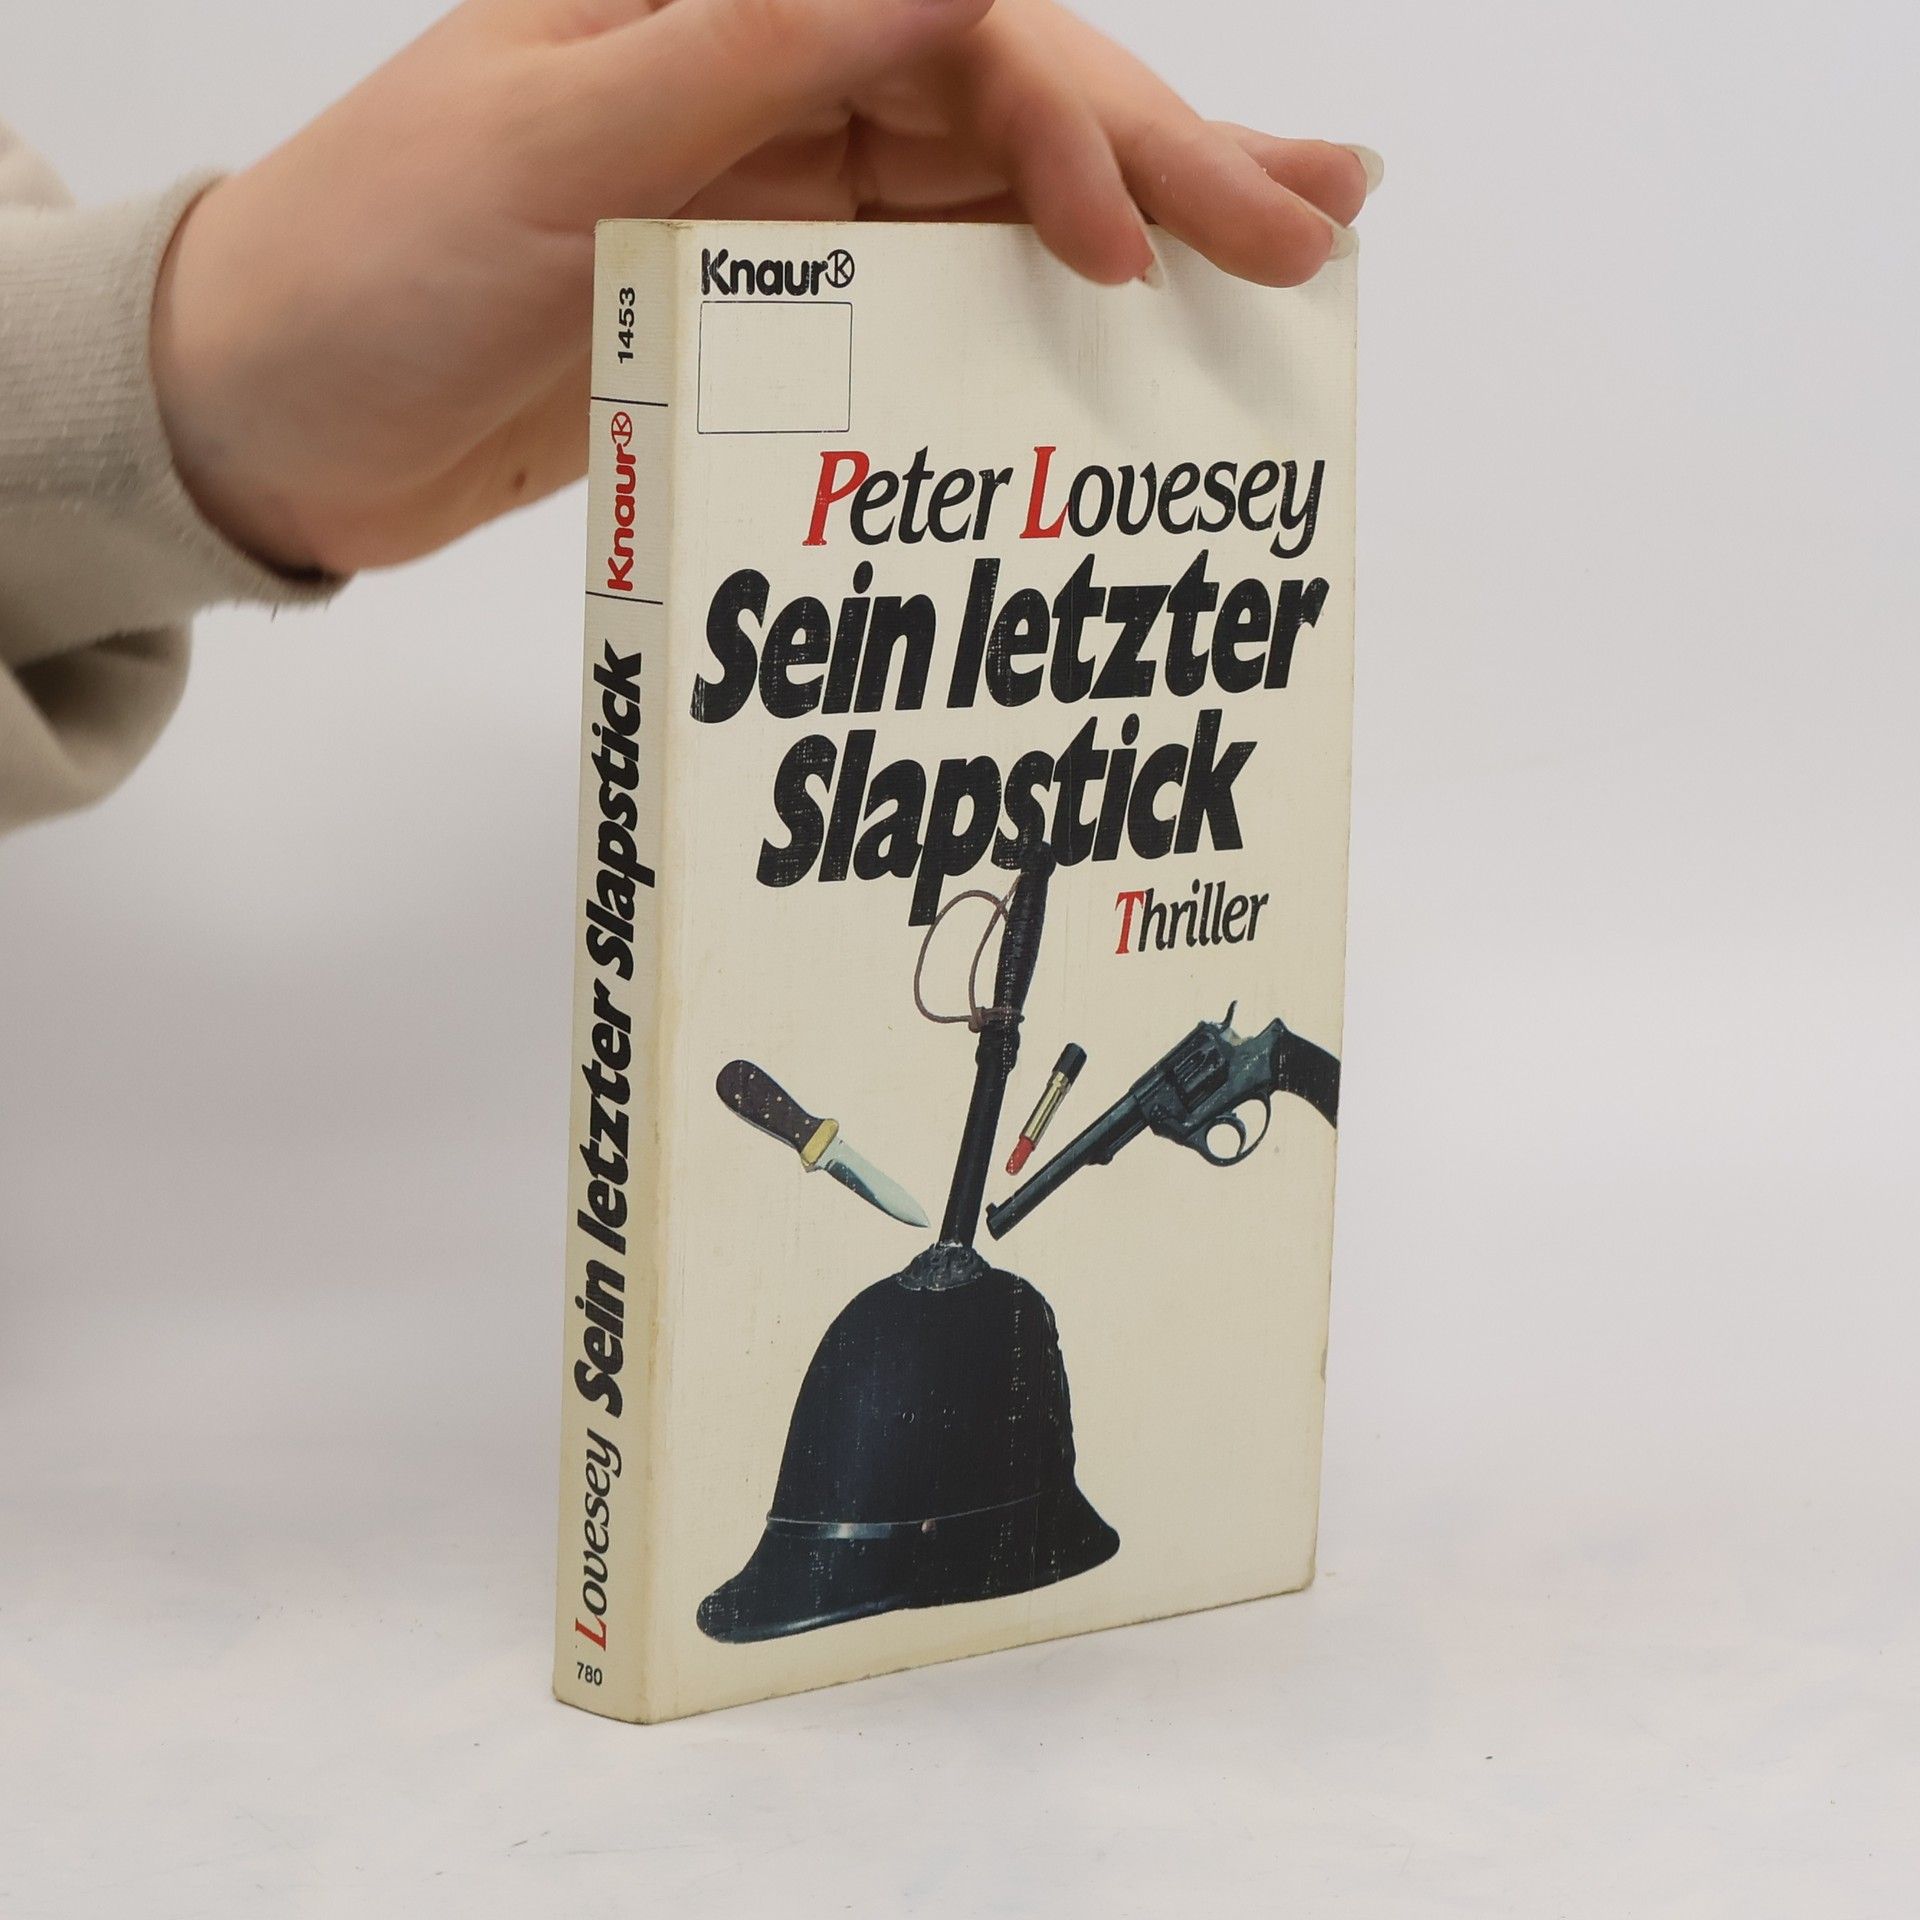 Knaur
Peter Lovesey
Sein letzter
Slapstick
Thriller
1453
Knaur
Lovesey Sein letzter Slapstick
780